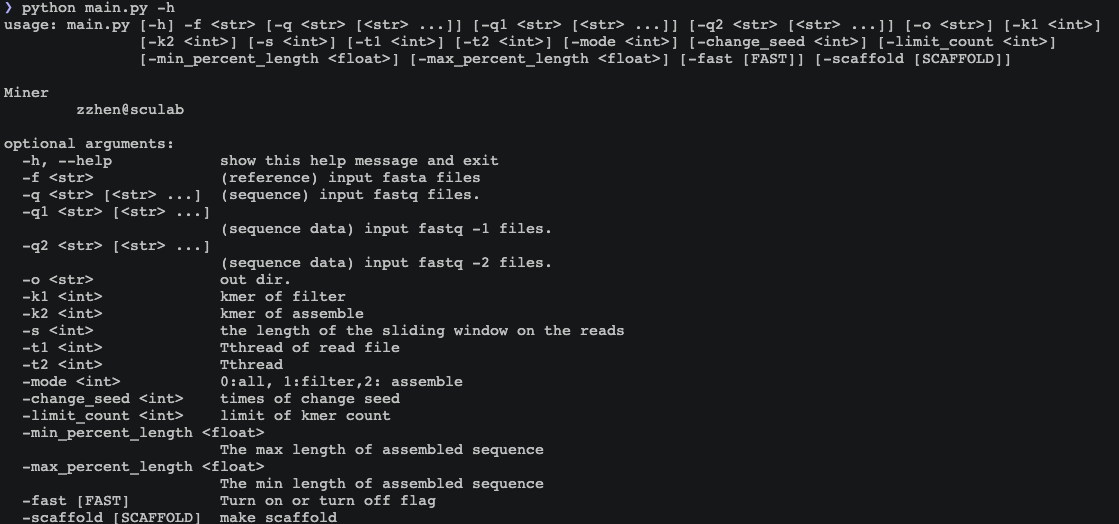 ❯ python main.py -h
usage: main.py [-h] -f <str> [-q <str> [<str> ...]] [-q1 <str> [<str> ...]] [-q2 <str> [<str> ...]] [-o <str>] [-k1 <int>]
[-k2 <int>] [-s <int>] [-t1 <int>] [-t2 <int>] [-mode <int>] [-change_seed <int>] [-limit_count <int>]
[-min_percent_length <float>] [-max_percent_length <float>] [-fast [FAST]] [-scaffold [SCAFFOLD]]
Miner
zzhen@sculab
optional arguments:
-h, --help show this help message and exit
-f <str> (reference) input fasta files
-q <str> [<str> ...] (sequence) input fastq files.
-q1 <str> [<str> ...]
(sequence data) input fastq -1 files.
-q2 <str> [<str> ...]
(sequence data) input fastq -2 files.
-o <str> out dir.
-k1 <int> kmer of filter
-k2 <int> kmer of assemble
-s <int> the length of the sliding window on the reads
-t1 <int> Tthread of read file
-t2 <int> Tthread
-mode <int> 0:all, 1:filter,2: assemble
-change_seed <int> times of change seed
-limit_count <int> limit of kmer count
-min_percent_length <float>
The max length of assembled sequence
-max_percent_length <float>
The min length of assembled sequence
-fast [FAST] Turn on or turn off flag
-scaffold [SCAFFOLD] make scaffold